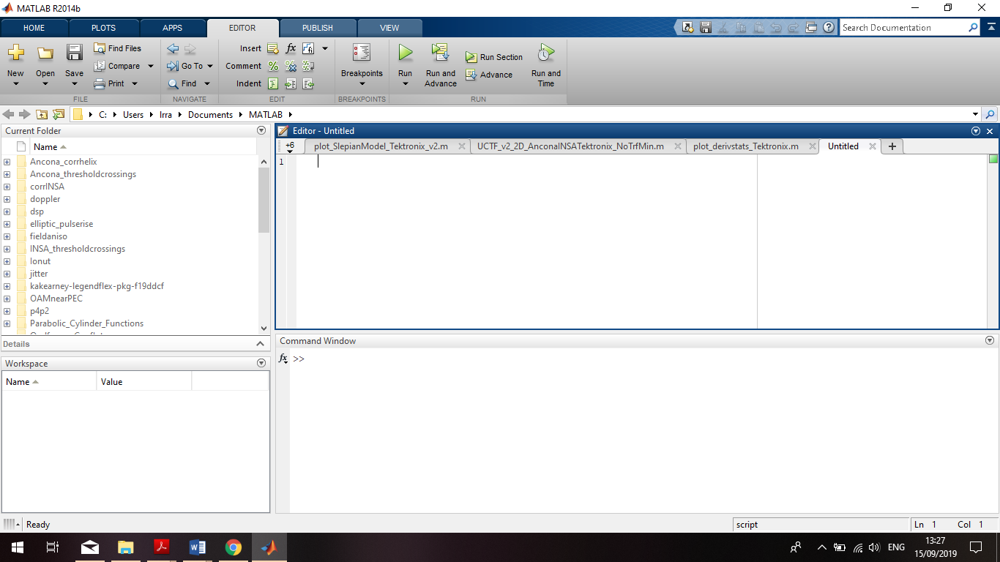 MATLAB R2014b
HOME PLOTS APPS EDITOR PUBLISH VIEW
Search Documentation
New Open Save
Find Files
Compare
Print
Go To
Find
Insert
Comment
Indent
Breakpoints
Run
Run and
Advance
Run Section
Advance
Run and
Time
FILE NAVIGATE EDIT BREAKPOINTS RUN
C: Users Irra Documents MATLAB
Current Folder
Name
Ancona_corrhelix
Ancona_thresholdcrossings
corrINSA
doppler
dsp
elliptic_pulserise
fieldaniso
INSA_thresholdcrossings
Ionut
jitter
kakearney-legendflex-pkg-f19ddcf
OAMnearPEC
p4p2
Parabolic_Cylinder_Functions
Details
Workspace
Name Value
Editor - Untitled
+6 plot_SlepianModel_Tektronix_v2.m UCTF_v2_2D_AnconaINSATektronix_NoTrfMin.m plot_derivstats_Tektronix.m Untitled
1
Command Window
fx >>
Ready
script Ln 1 Col 1
ENG
13:27
15/09/2019